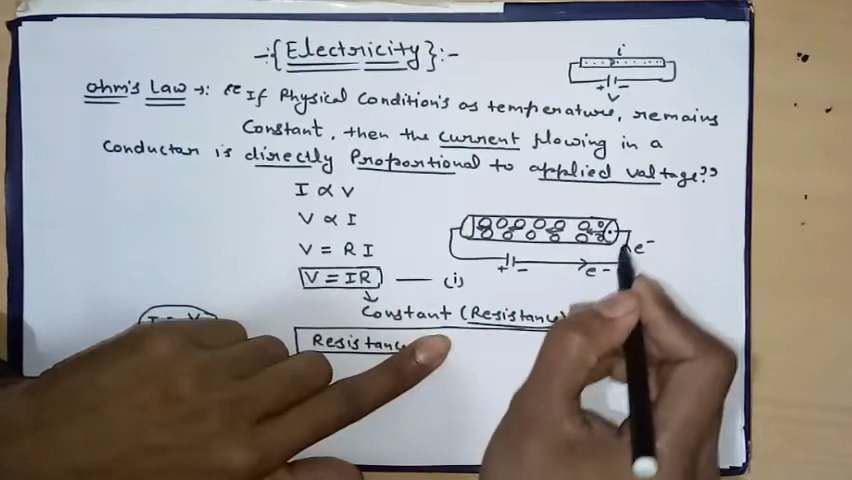 -:{Electricity}:-
i
+ -
V
ohm's Law →: "If Physical Condition's as temperature, remains
Constant, then the current flowing in a
Conductor is directly Proportional to applied voltage??
I ∝ V
V ∝ I
V = R I
V = IR —— (i)
e-
+ - e-
Constant (Resistance)
Resistance